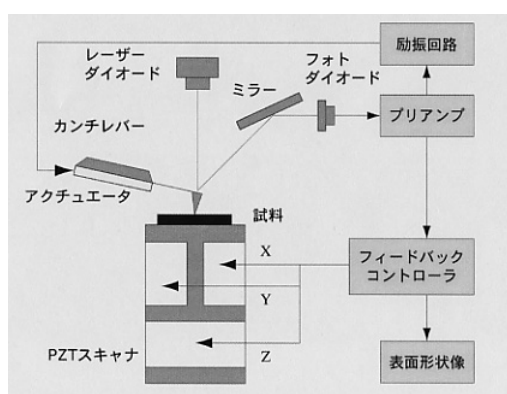 レーザー
ダイオード
ミラー
フォト
ダイオード
励振回路
プリアンプ
カンチレバー
アクチュエータ
試料
X
Y
Z
PZTスキャナ
フィードバック
コントローラ
表面形状像